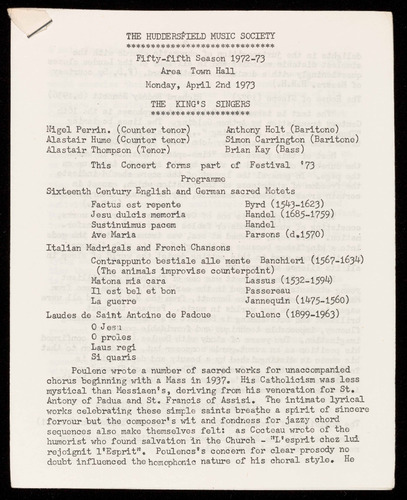 THE HUDDERSFIELD MUSIC SOCIETY
******************************
Fifty-fifth Season 1972-73
Area Town Hall
Monday, April 2nd 1973
THE KING'S SINGERS
********************
Nigel Perrin. (Counter tenor) Anthony Holt (Baritone)
Alastair Hume (Counter tenor) Simon Carrington (Baritone)
Alastair Thompson (Tenor) Brian Kay (Bass)
This Concert forms part of Festival '73
Programme
Sixteenth Century English and German sacred Motets
Factus est repente Byrd (1543-1623)
Jesu dulcis memoria Handel (1685-1759)
Sustinuimus pacem Handel
Ave Maria Parsons (d.1570)
Italian Madrigals and French Chansons
Contrappunto bestiale alle mente Banchieri (1567-1634)
(The animals improvise counterpoint)
Matona mia cara Lassus (1532-1594)
Il est bel et bon Passereau
La guerre Jannequin (1475-1560)
Laudes de Saint Antoine de Padoue Poulenc (1899-1963)
O Jesu
O proles
Laus regi
Si quaris
Poulenc wrote a number of sacred works for unaccompanied
chorus beginning with a Mass in 1937. His Catholicism was less
mystical than Messiaen's, deriving from his veneration for St.
Antony of Padua and St. Francis of Assisi. The intimate lyrical
works celebrating these simple saints breathe a spirit of sincere
fervour but the composer's wit and fondness for jazzy chord
sequences also make themselves felt: as Cocteau wrote of the
humorist who found salvation in the Church - "L'esprit chez lui
rejoignit l'Esprit". Poulenc's concern for clear prosody no
doubt influenced the homophonic nature of his choral style. He